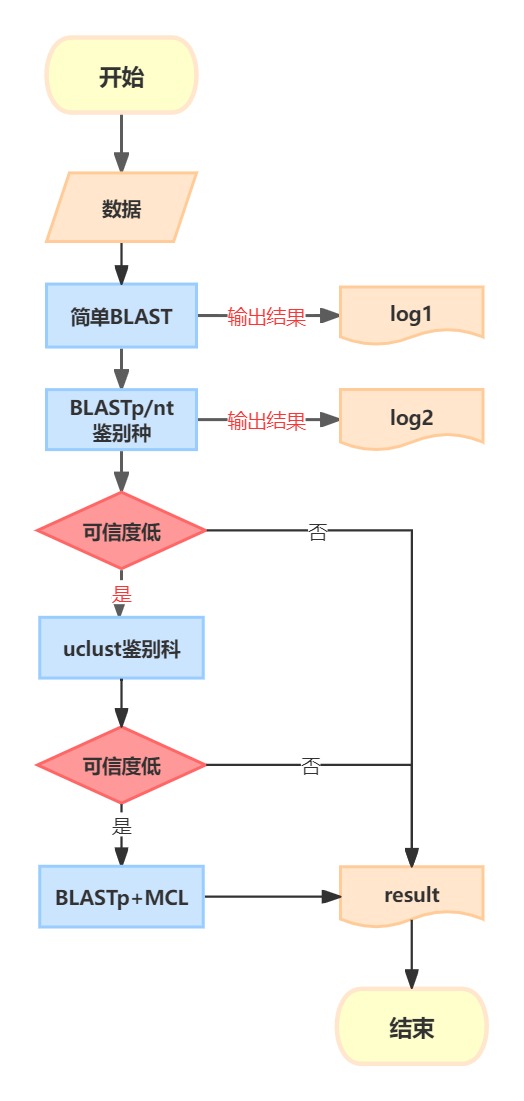 开始
数据
简单BLAST
输出结果
log1
BLASTp/nt
鉴别种
输出结果
log2
可信度低
否
是
uclust鉴别科
可信度低
否
是
BLASTp+MCL
result
结束